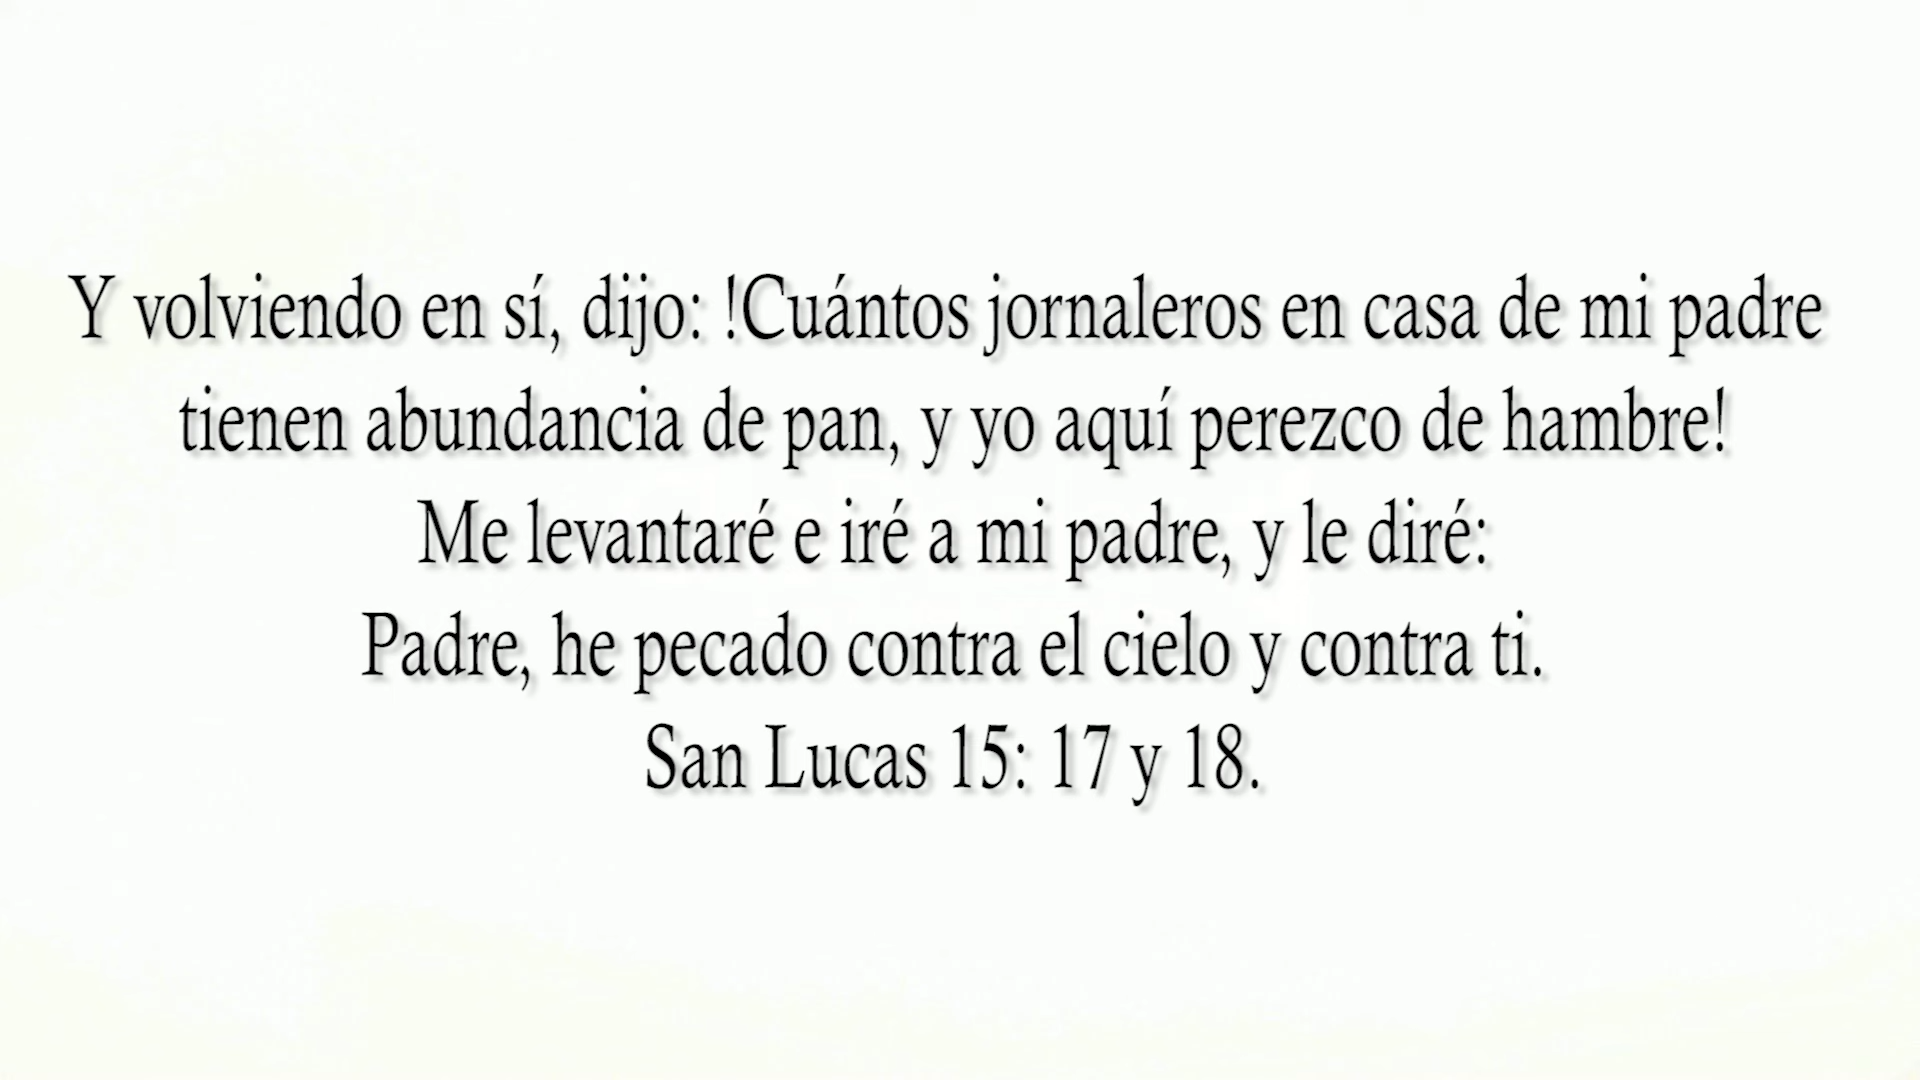 Y volviendo en sí, dijo: !Cuántos jornaleros en casa de mi padre
tienen abundancia de pan, y yo aquí perezco de hambre!
Me levantaré e iré a mi padre, y le diré:
Padre, he pecado contra el cielo y contra ti.
San Lucas 15: 17 y 18.